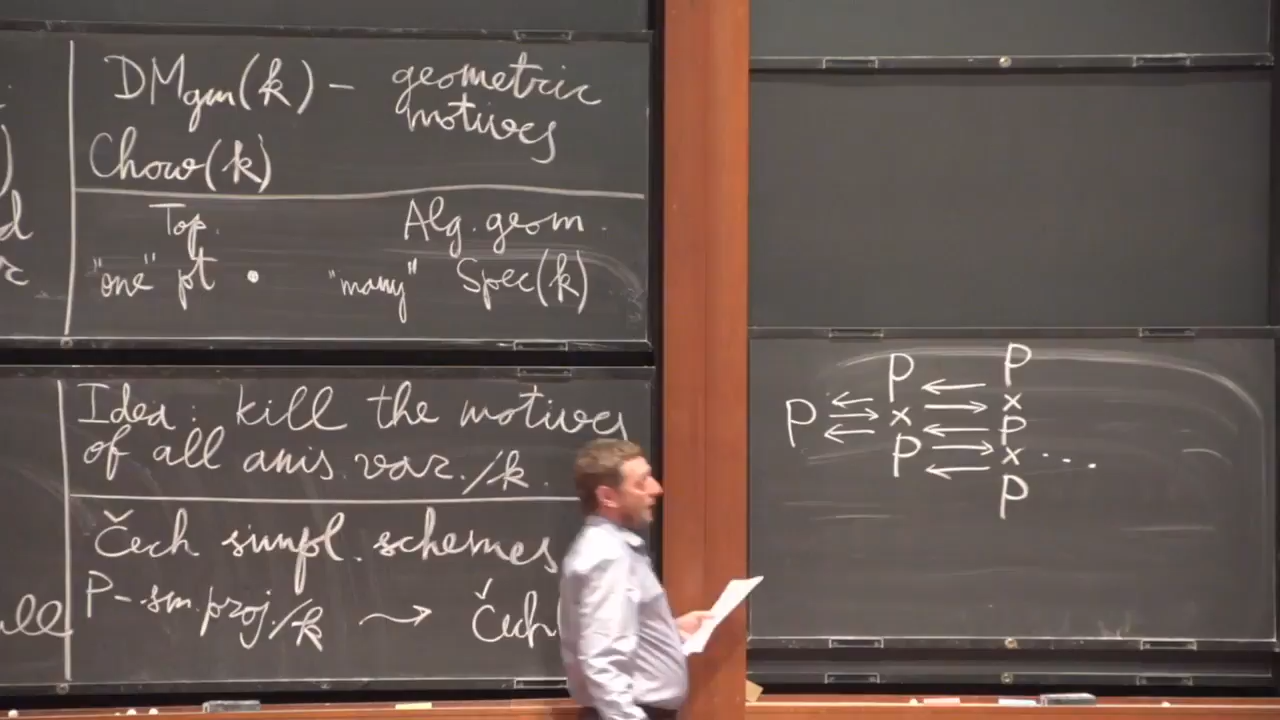 DMgm(k) – geometric
motives
Chow(k)
Top. Alg. geom.
"one" pt • "many" Spec(k)
Idea: kill the motives
of all anis. var./k.
Čech simpl. schemes
P – sm. proj./k ⇝ Čech
P ⇇ P x P ⇇ P x P x P ...